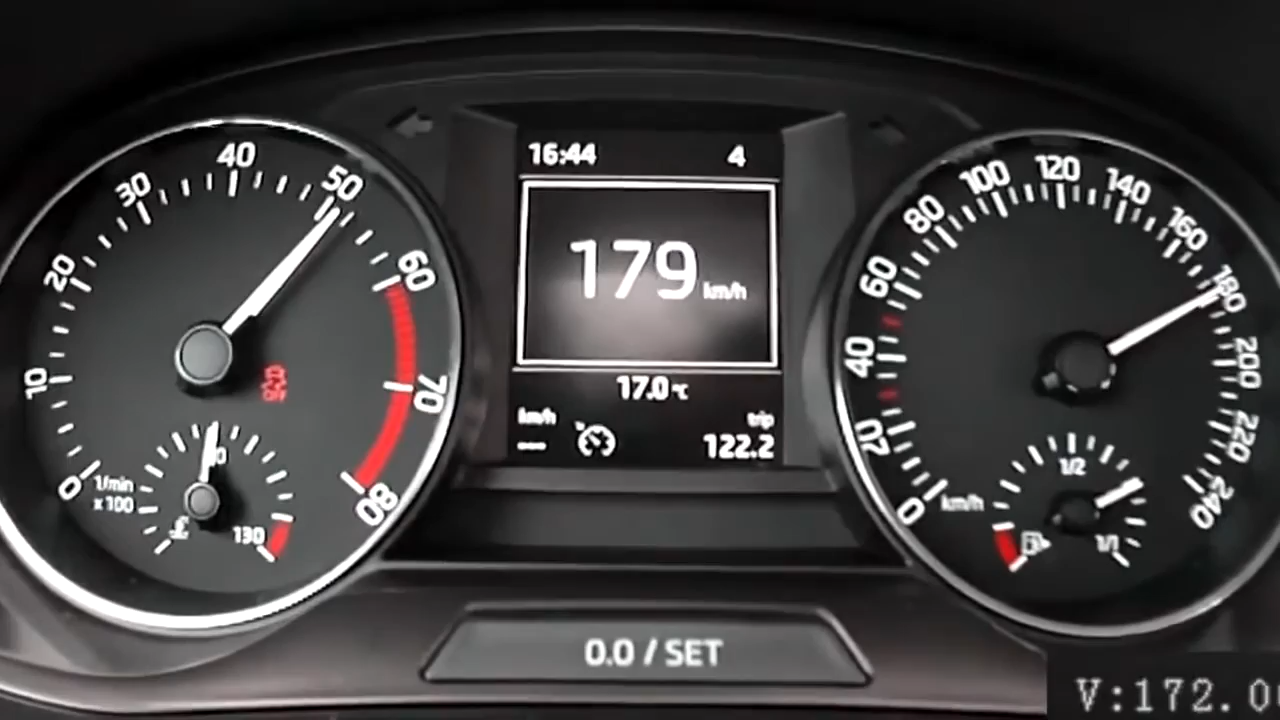 16:44 4
179 km/h
17.0 °C
km/h trip
--- 122.2
0 10 20 30 40 50 60 70 80
1/min
x 100
OFF
130
0 20 40 60 80 100 120 140 160 180 200 220 240
km/h
1/2
1/1
0.0 / SET
V:172.0